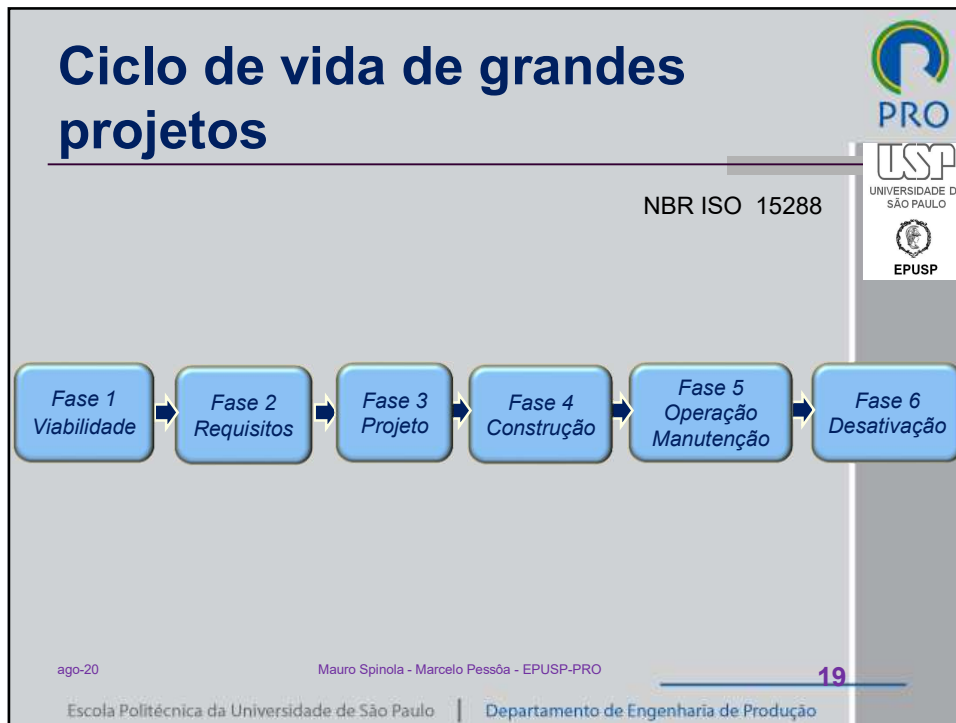 Ciclo de vida de grandes
projetos
PRO
USP
UNIVERSIDADE D
SÃO PAULO
EPUSP
NBR ISO 15288
Fase 1
Viabilidade
Fase 2
Requisitos
Fase 3
Projeto
Fase 4
Construção
Fase 5
Operação
Manutenção
Fase 6
Desativação
ago-20
Mauro Spinola - Marcelo Pessôa - EPUSP-PRO
19
Escola Politécnica da Universidade de São Paulo | Departamento de Engenharia de Produção